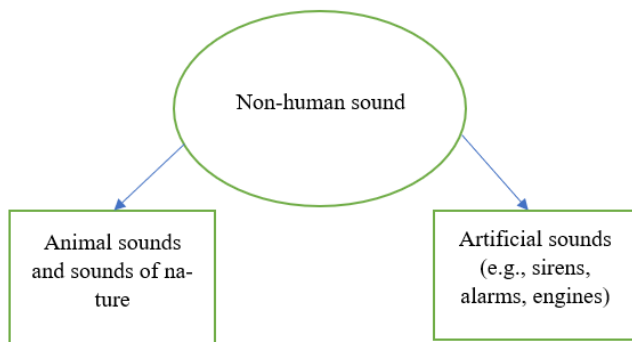 Non-human sound
Animal sounds
and sounds of na-
ture
Artificial sounds
(e.g., sirens,
alarms, engines)